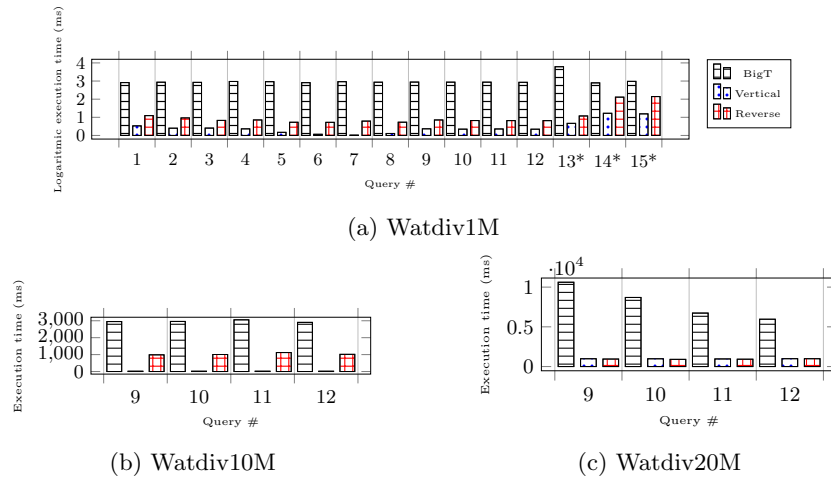 Logaritmic execution time (ms)
4
3
2
1
0
1 2 3 4 5 6 7 8 9 10 11 12 13* 14* 15*
Query #
BigT
Vertical
Reverse
(a) Watdiv1M
Execution time (ms)
3,000
2,000
1,000
0
9 10 11 12
Query #
(b) Watdiv10M
Execution time (ms)
·10^4
1
0.5
0
9 10 11 12
Query #
(c) Watdiv20M